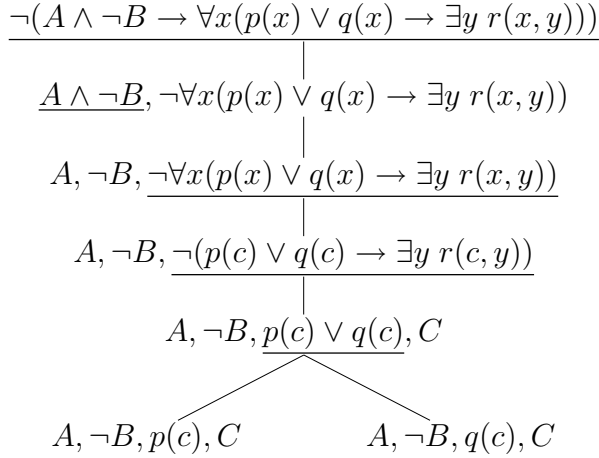 ¬(A ∧ ¬B → ∀x(p(x) ∨ q(x) → ∃y r(x, y)))
A ∧ ¬B, ¬∀x(p(x) ∨ q(x) → ∃y r(x, y))
A, ¬B, ¬∀x(p(x) ∨ q(x) → ∃y r(x, y))
A, ¬B, ¬(p(c) ∨ q(c) → ∃y r(c, y))
A, ¬B, p(c) ∨ q(c), C
A, ¬B, p(c), C A, ¬B, q(c), C